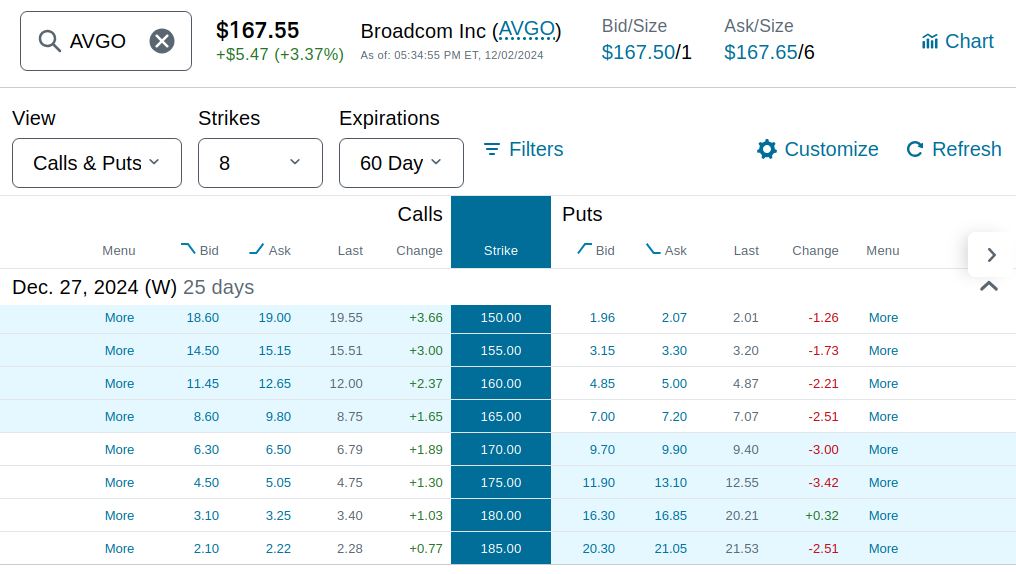 AVGO
$167.55
+$5.47 (+3.37%)
Broadcom Inc (AVGO)
As of: 05:34:55 PM ET, 12/02/2024
Bid/Size
$167.50/1
Ask/Size
$167.65/6
Chart
View
Calls & Puts
Strikes
8
Expirations
60 Day
Filters
Customize
Refresh
Calls Puts
Menu Bid Ask Last Change Strike Bid Ask Last Change Menu
Dec. 27, 2024 (W) 25 days
More 18.60 19.00 19.55 +3.66 150.00 1.96 2.07 2.01 -1.26 More
More 14.50 15.15 15.51 +3.00 155.00 3.15 3.30 3.20 -1.73 More
More 11.45 12.65 12.00 +2.37 160.00 4.85 5.00 4.87 -2.21 More
More 8.60 9.80 8.75 +1.65 165.00 7.00 7.20 7.07 -2.51 More
More 6.30 6.50 6.79 +1.89 170.00 9.70 9.90 9.40 -3.00 More
More 4.50 5.05 4.75 +1.30 175.00 11.90 13.10 12.55 -3.42 More
More 3.10 3.25 3.40 +1.03 180.00 16.30 16.85 20.21 +0.32 More
More 2.10 2.22 2.28 +0.77 185.00 20.30 21.05 21.53 -2.51 More